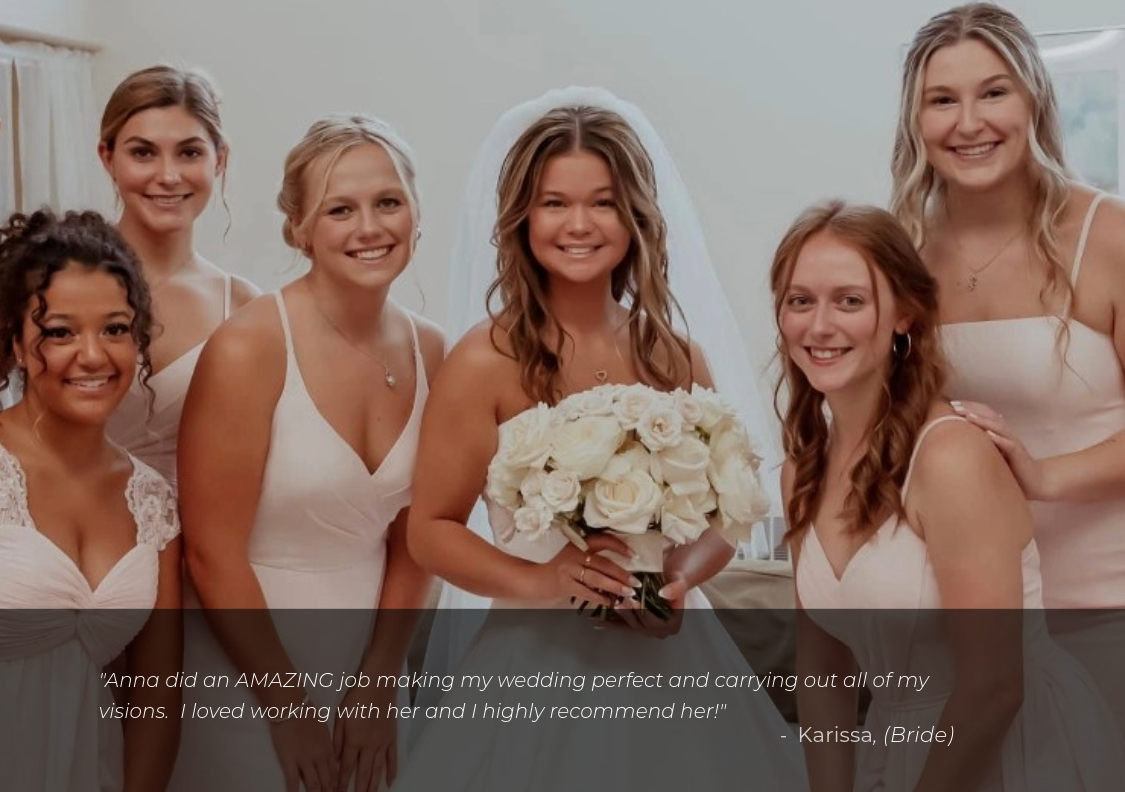 "Anna did an AMAZING job making my wedding perfect and carrying out all of my
visions.  I loved working with her and I highly recommend her!"
-  Karissa, (Bride)